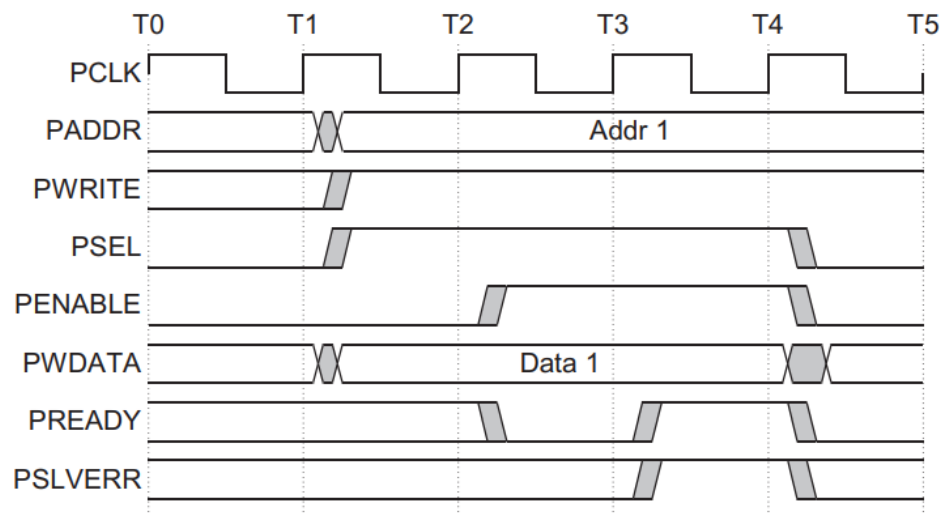 T0 T1 T2 T3 T4 T5
PCLK
PADDR Addr 1
PWRITE
PSEL
PENABLE
PWDATA Data 1
PREADY
PSLVERR